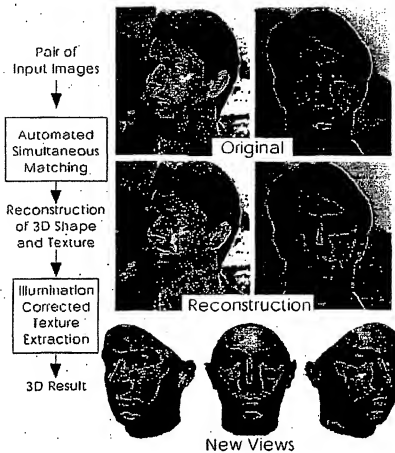 Pair of
Input Images
Automated
Simultaneous
Matching
Reconstruction
of 3D Shape
and Texture
Illumination
Corrected
Texture
Extraction
3D Result
Original
Reconstruction
New Views